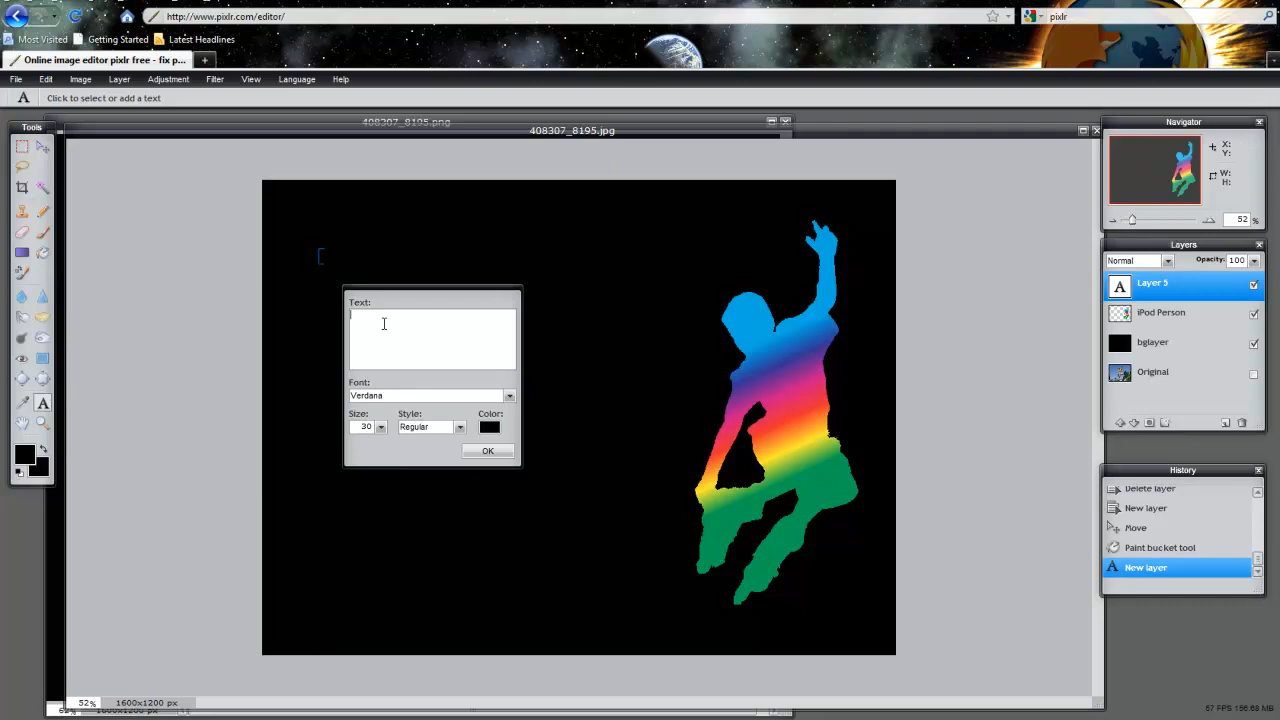 http://www.pixlr.com/editor/
pixlr
Most Visited Getting Started Latest Headlines
Online image editor pixlr free - fix p...
File Edit Image Layer Adjustment Filter View Language Help
A Click to select or add a text
408307_8195.png
408307_8195.jpg
Tools
Navigator
X:
Y:
W:
H:
52 %
Layers
Normal Opacity: 100
A Layer 5
iPod Person
bglayer
Original
Text:
Font:
Verdana
Size: Style: Color:
30 Regular
OK
A
History
Delete layer
New layer
Move
Paint bucket tool
A New layer
52 % 1600x1200 px
1600x1200 px
57 FPS 156.68 MB